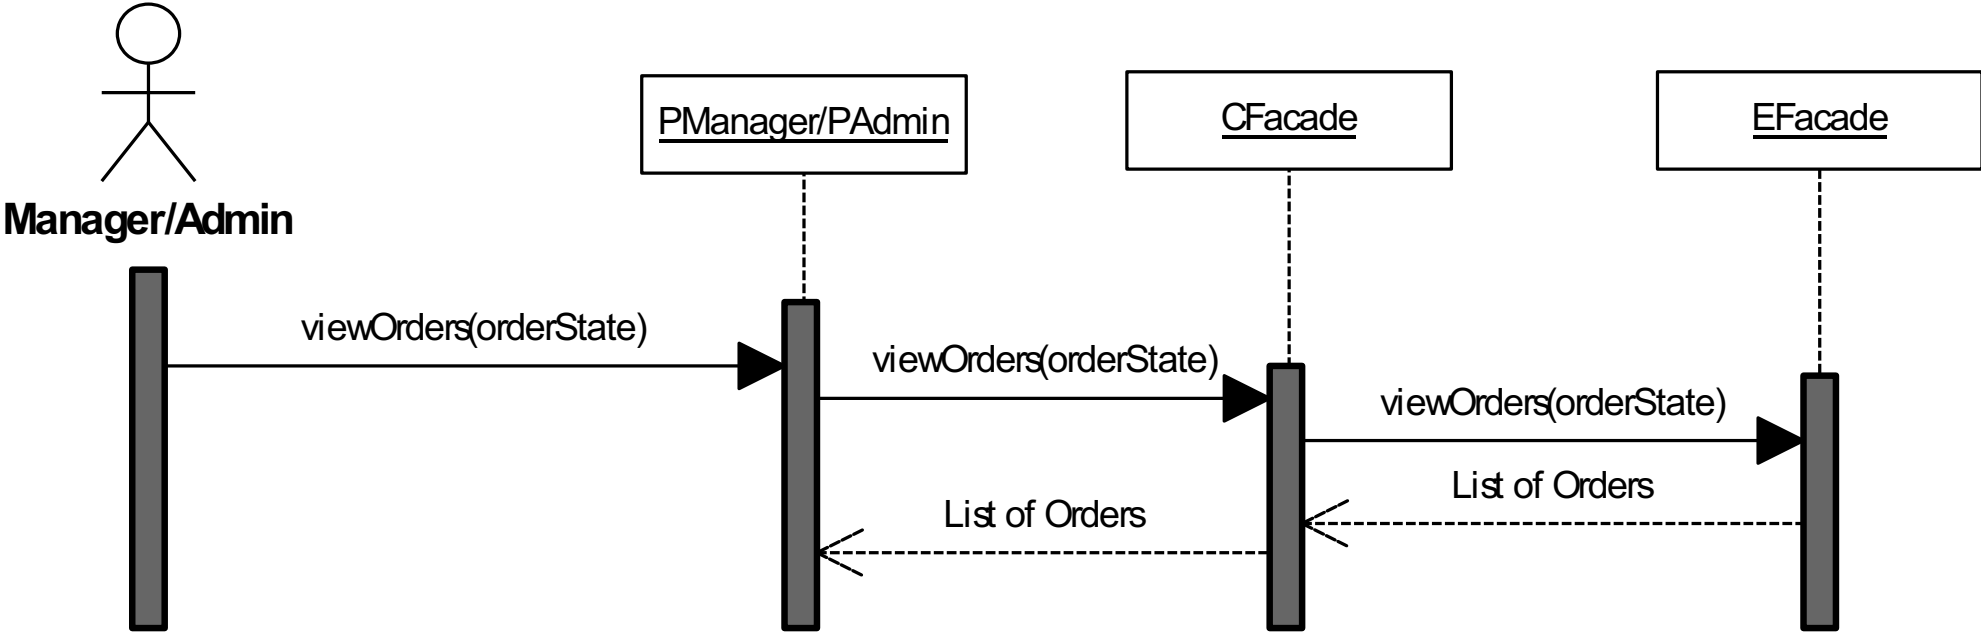 PManager/PAdmin
CFacade
EFacade
Manager/Admin
viewOrders(orderState)
viewOrders(orderState)
viewOrders(orderState)
List of Orders
List of Orders